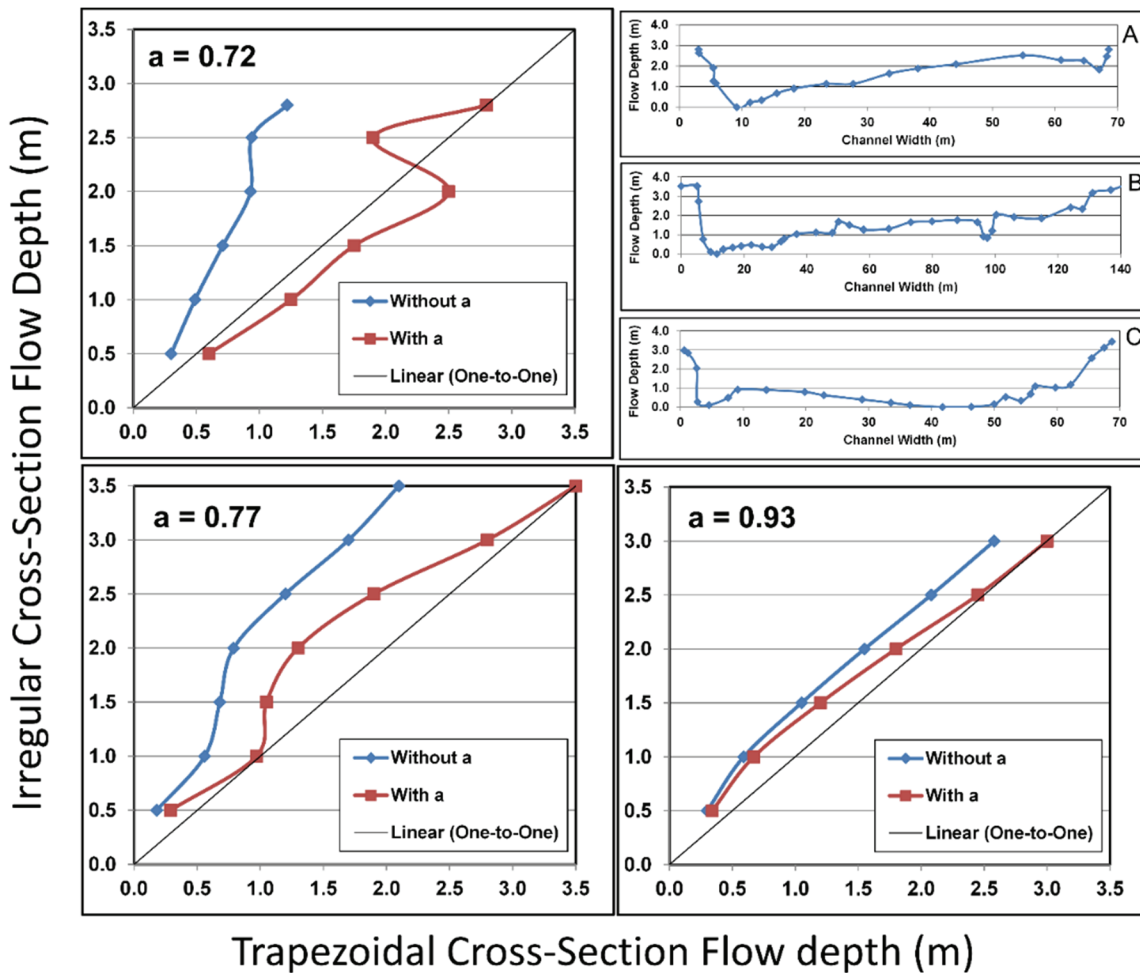 Irregular Cross-Section Flow Depth (m)
a = 0.72
3.5
3.0
2.5
2.0
1.5
1.0
0.5
0.0
Without a
With a
Linear (One-to-One)
0.0 0.5 1.0 1.5 2.0 2.5 3.0 3.5
A
Flow Depth (m)
4.0
3.0
2.0
1.0
0.0
0 10 20 30 40 50 60 70
Channel Width (m)
B
Flow Depth (m)
4.0
3.0
2.0
1.0
0.0
0 20 40 60 80 100 120 140
Channel Width (m)
C
Flow Depth (m)
4.0
3.0
2.0
1.0
0.0
0 10 20 30 40 50 60 70
Channel Width (m)
a = 0.77
3.5
3.0
2.5
2.0
1.5
1.0
0.5
0.0
Without a
With a
Linear (One-to-One)
0.0 0.5 1.0 1.5 2.0 2.5 3.0 3.5
a = 0.93
3.5
3.0
2.5
2.0
1.5
1.0
0.5
0.0
Without a
With a
Linear (One-to-One)
0.0 0.5 1.0 1.5 2.0 2.5 3.0 3.5
Trapezoidal Cross-Section Flow depth (m)